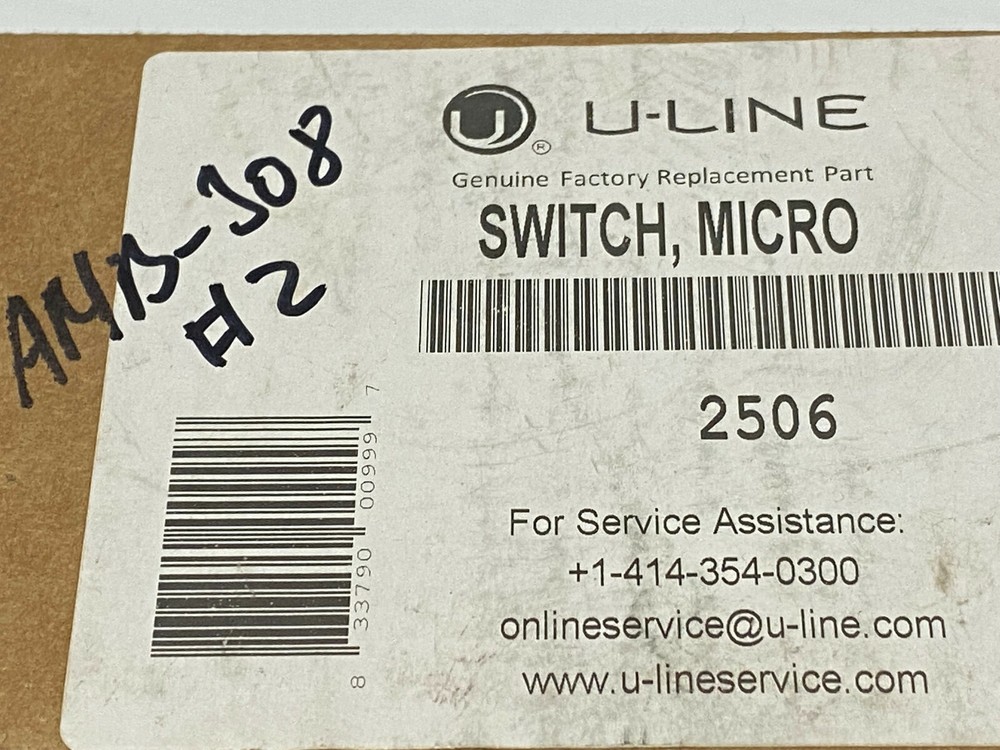 U-LINE
®
Genuine Factory Replacement Part
SWITCH, MICRO
2506
For Service Assistance:
+1-414-354-0300
onlineservice@u-line.com
www.u-lineservice.com
AMB-308
#2
8 33790 00999 7